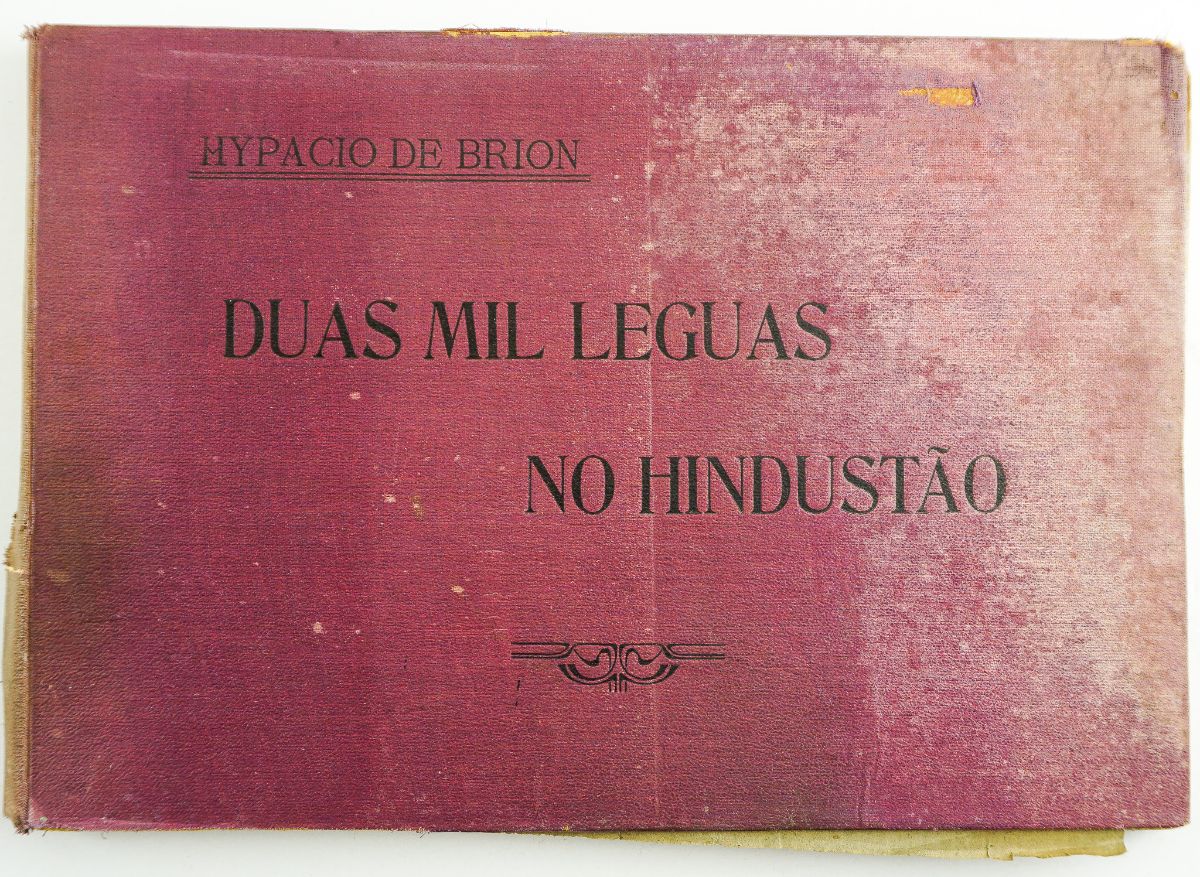 HYPACIO DE BRION
DUAS MIL LEGUAS
NO HINDUSTÃO